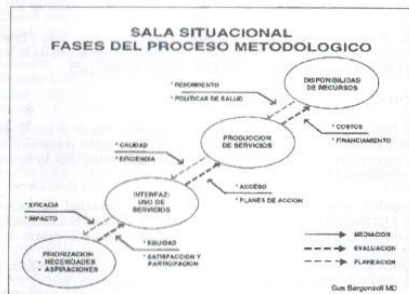 SALA SITUACIONAL
FASES DEL PROCESO METODOLOGICO
DISPONIBILIDAD
DE RECURSOS
* RENDIMIENTO
* POLITICAS DE SALUD
PRODUCCION
DE SERVICIOS
* COSTOS
* FINANCIAMIENTO
* CALIDAD
* EFICIENCIA
INTERFAZ:
USO DE
SERVICIOS
* ACCESO
* PLANES DE ACCION
* EFICACIA
* IMPACTO
PRIORIZACION
- NECESIDADES
- ASPIRACIONES
* EQUIDAD
* SATISFACCION Y
PARTICIPACION
MEDIACION
EVALUACION
PLANEACION
Gus Bergonzoli MD